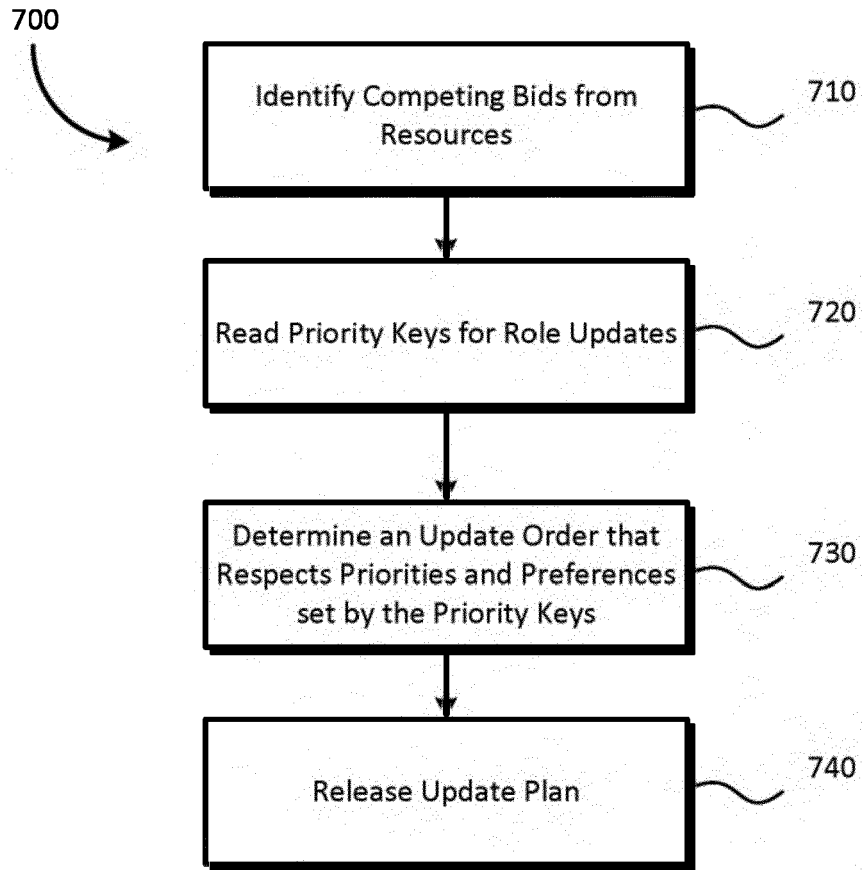 700
Identify Competing Bids from
Resources
710
Read Priority Keys for Role Updates
720
Determine an Update Order that
Respects Priorities and Preferences
set by the Priority Keys
730
Release Update Plan
740